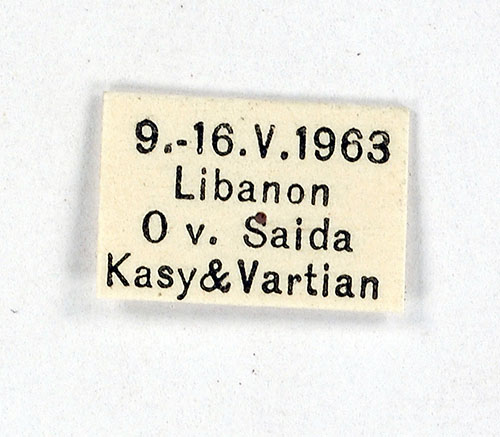 9.-16.V.1963
Libanon
O v. Saida
Kasy&Vartian